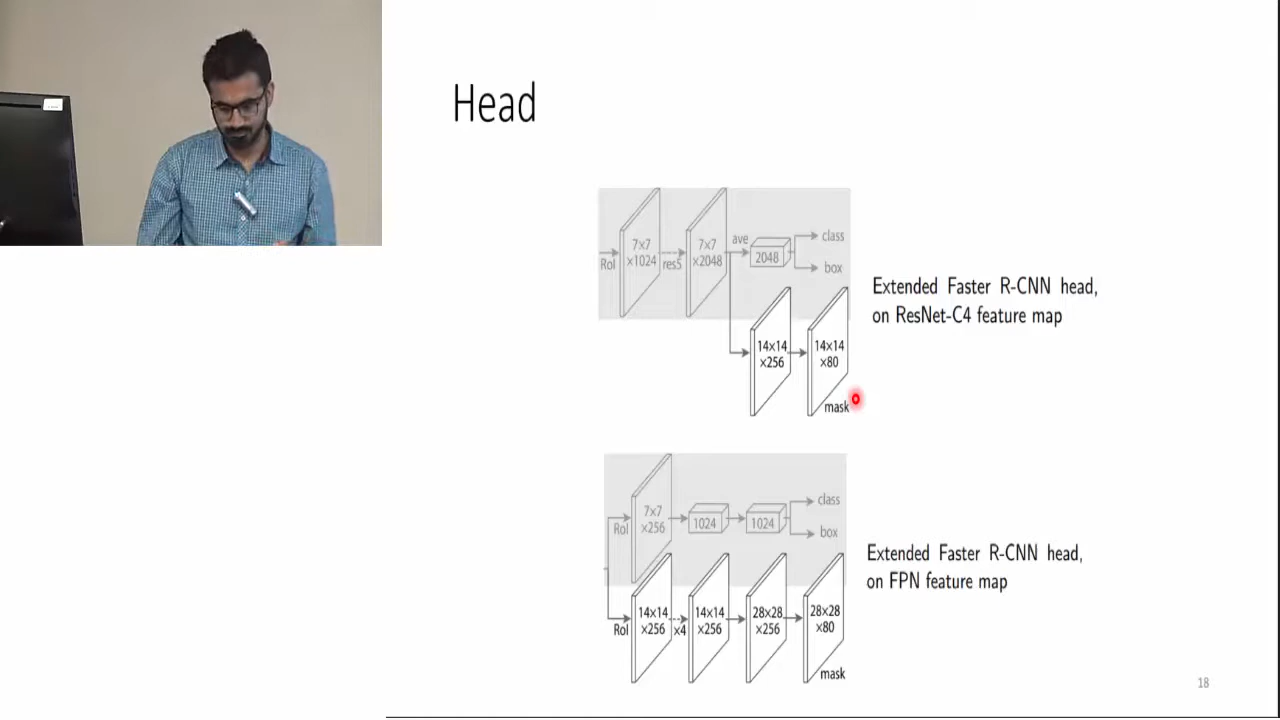 Head
RoI
7×7
×1024
res5
7×7
×2048
ave
2048
class
box
14×14
×256
14×14
×80
mask
Extended Faster R-CNN head,
on ResNet-C4 feature map
RoI
7×7
×256
1024
1024
class
box
RoI
14×14
×256
x4
14×14
×256
28×28
×256
28×28
×80
mask
Extended Faster R-CNN head,
on FPN feature map
18